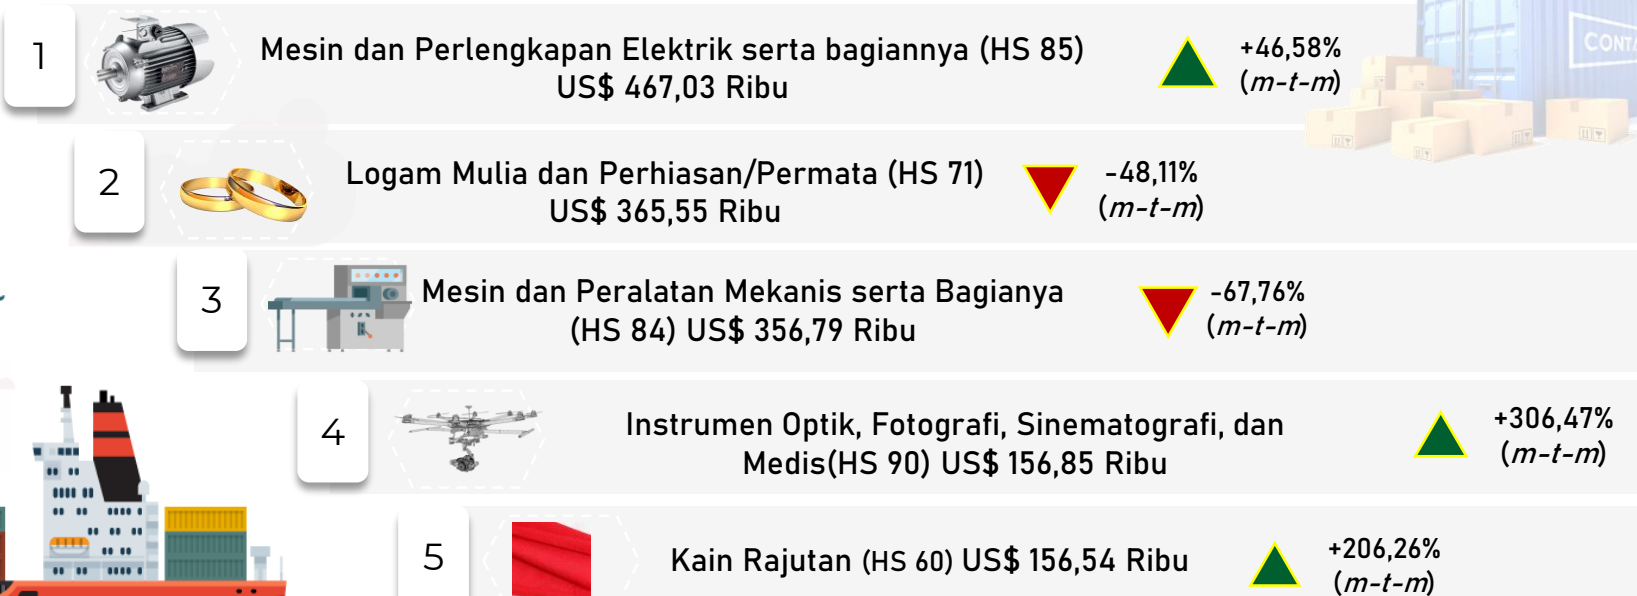 1
Mesin dan Perlengkapan Elektrik serta bagiannya (HS 85)
US$ 467,03 Ribu
+46,58%
(m-t-m)
2
Logam Mulia dan Perhiasan/Permata (HS 71)
US$ 365,55 Ribu
-48,11%
(m-t-m)
3
Mesin dan Peralatan Mekanis serta Bagianya
(HS 84) US$ 356,79 Ribu
-67,76%
(m-t-m)
4
Instrumen Optik, Fotografi, Sinematografi, dan
Medis(HS 90) US$ 156,85 Ribu
+306,47%
(m-t-m)
5
Kain Rajutan (HS 60) US$ 156,54 Ribu
+206,26%
(m-t-m)